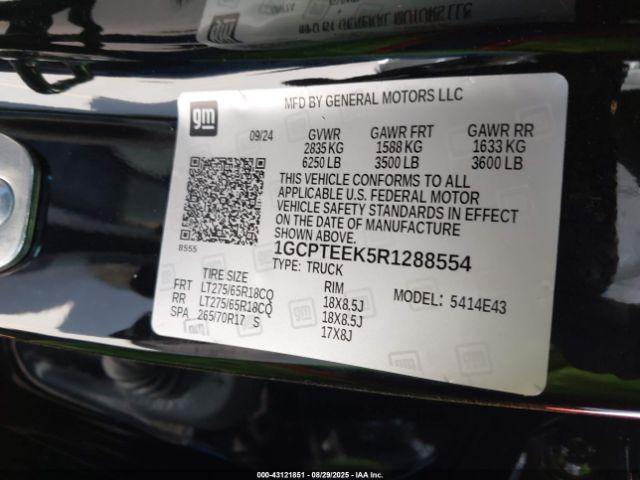 MFD BY GENERAL MOTORS LLC
gm
09/24 GVWR GAWR FRT GAWR RR
2835 KG 1588 KG 1633 KG
6250 LB 3500 LB 3600 LB
THIS VEHICLE CONFORMS TO ALL
APPLICABLE U.S. FEDERAL MOTOR
VEHICLE SAFETY STANDARDS IN EFFECT
ON THE DATE OF MANUFACTURE
SHOWN ABOVE.
8555
1GCPTEEK5R1288554
TYPE: TRUCK
TIRE SIZE RIM MODEL: 5414E43
FRT LT275/65R18CQ 18X8.5J
RR LT275/65R18CQ 18X8.5J
SPA 265/70R17 S 17X8J
000-43121851 - 08/29/2025 - IAAI.COM